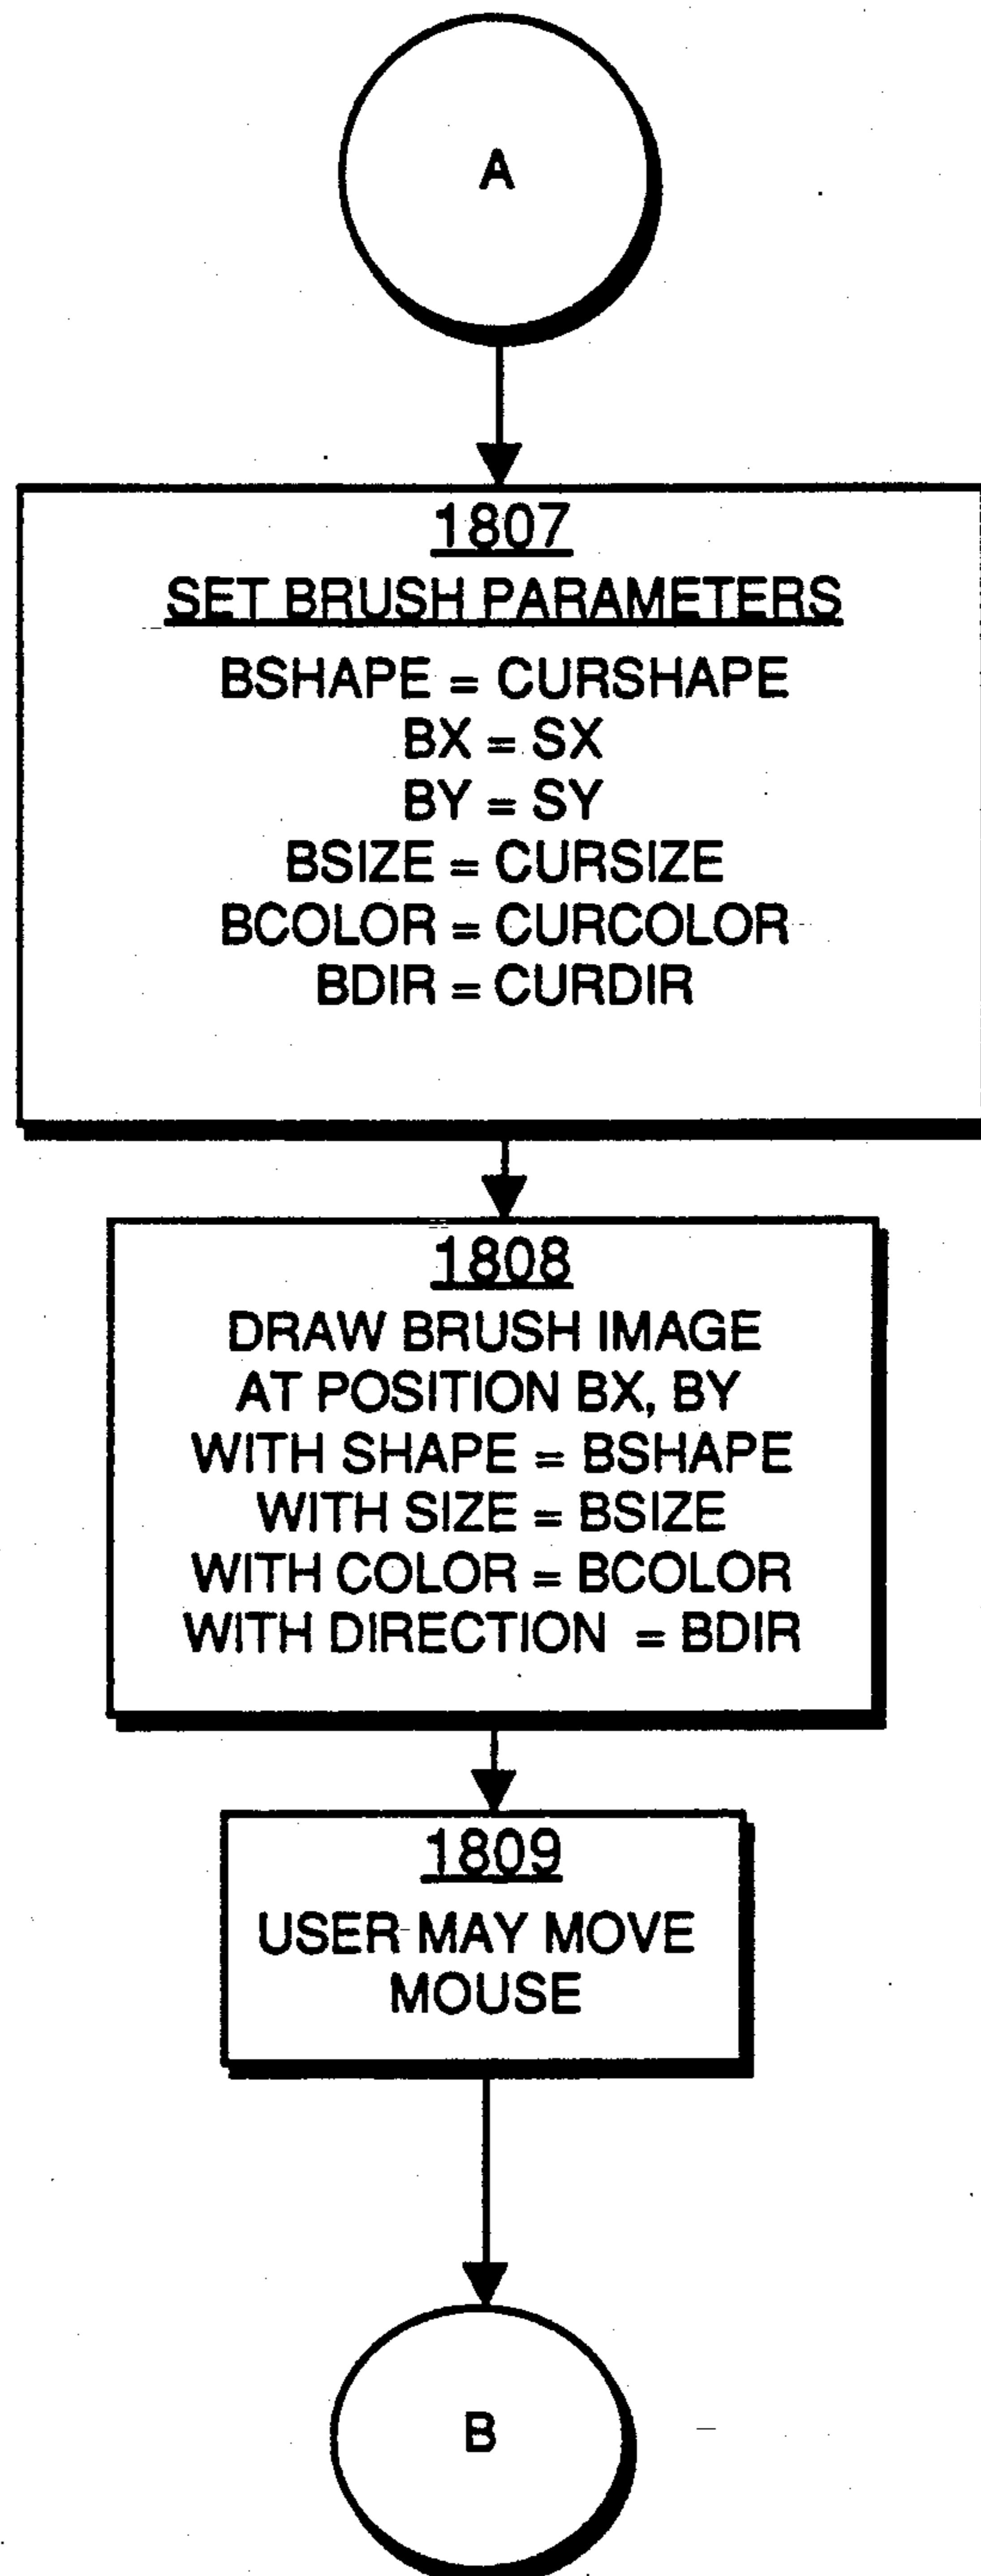 A
1807
SET BRUSH PARAMETERS
BSHAPE = CURSHAPE
BX = SX
BY = SY
BSIZE = CURSIZE
BCOLOR = CURCOLOR
BDIR = CURDIR
1808
DRAW BRUSH IMAGE
AT POSITION BX, BY
WITH SHAPE = BSHAPE
WITH SIZE = BSIZE
WITH COLOR = BCOLOR
WITH DIRECTION = BDIR
1809
USER MAY MOVE
MOUSE
B